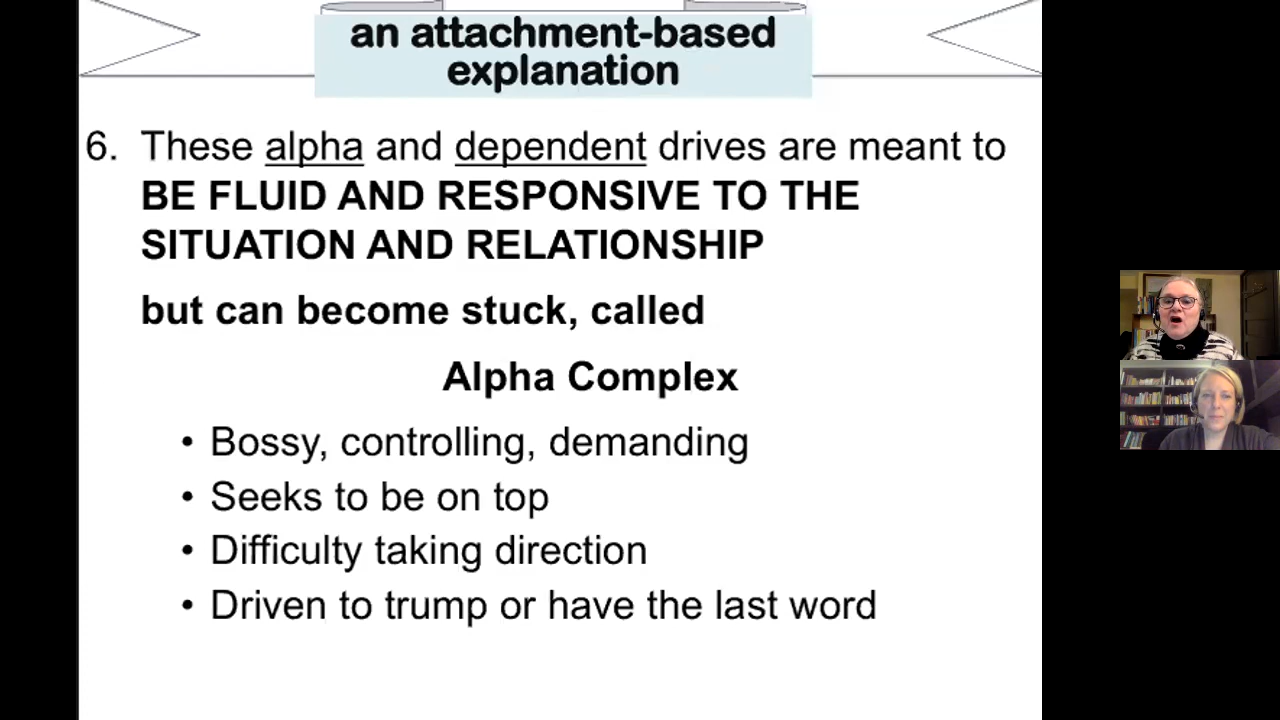 an attachment-based
explanation
6. These alpha and dependent drives are meant to
BE FLUID AND RESPONSIVE TO THE
SITUATION AND RELATIONSHIP
but can become stuck, called
Alpha Complex
• Bossy, controlling, demanding
• Seeks to be on top
• Difficulty taking direction
• Driven to trump or have the last word